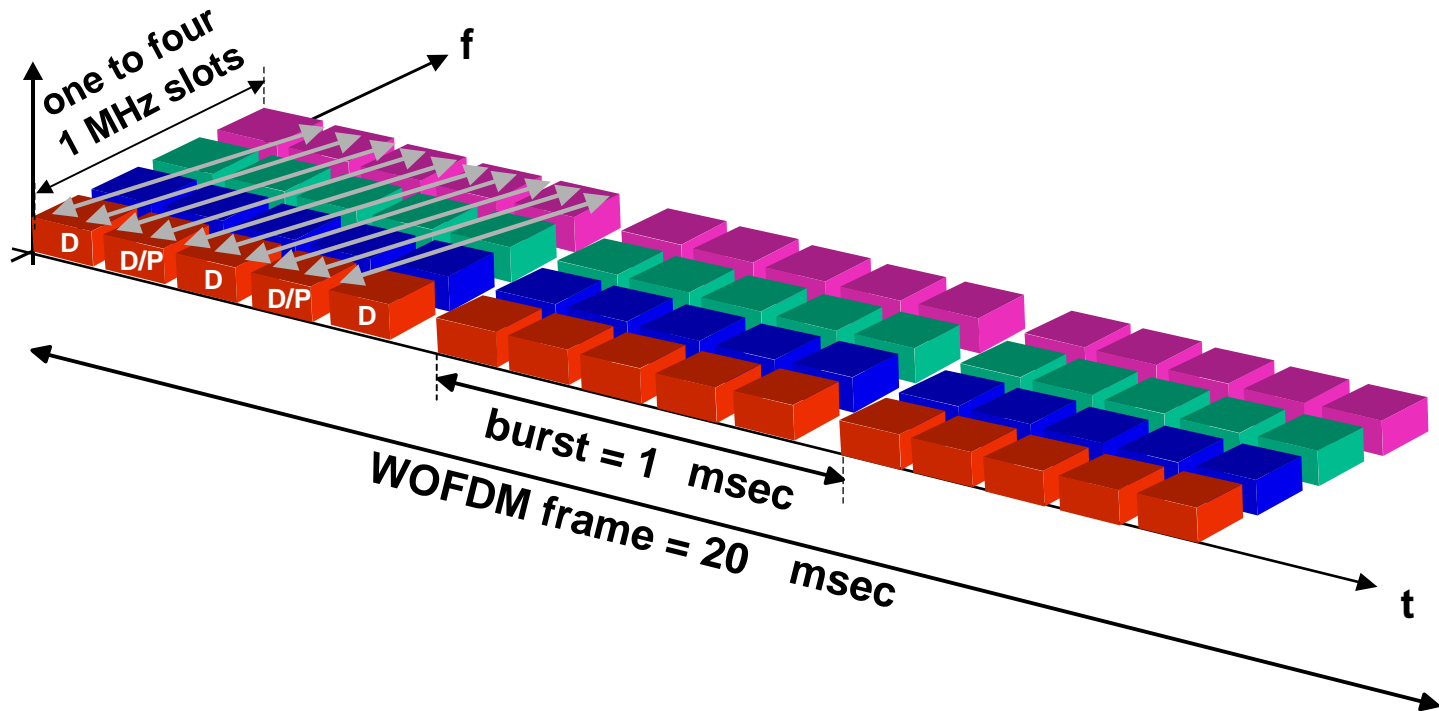 one to four
1 MHz slots
f
D
D/P
D
D/P
D
burst = 1 msec
WOFDM frame = 20 msec
t